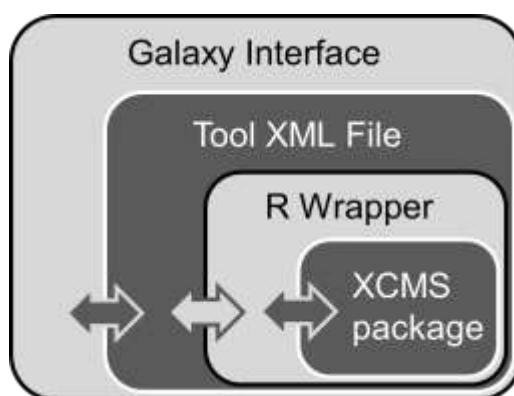 Galaxy Interface
Tool XML File
R Wrapper
XCMS
package